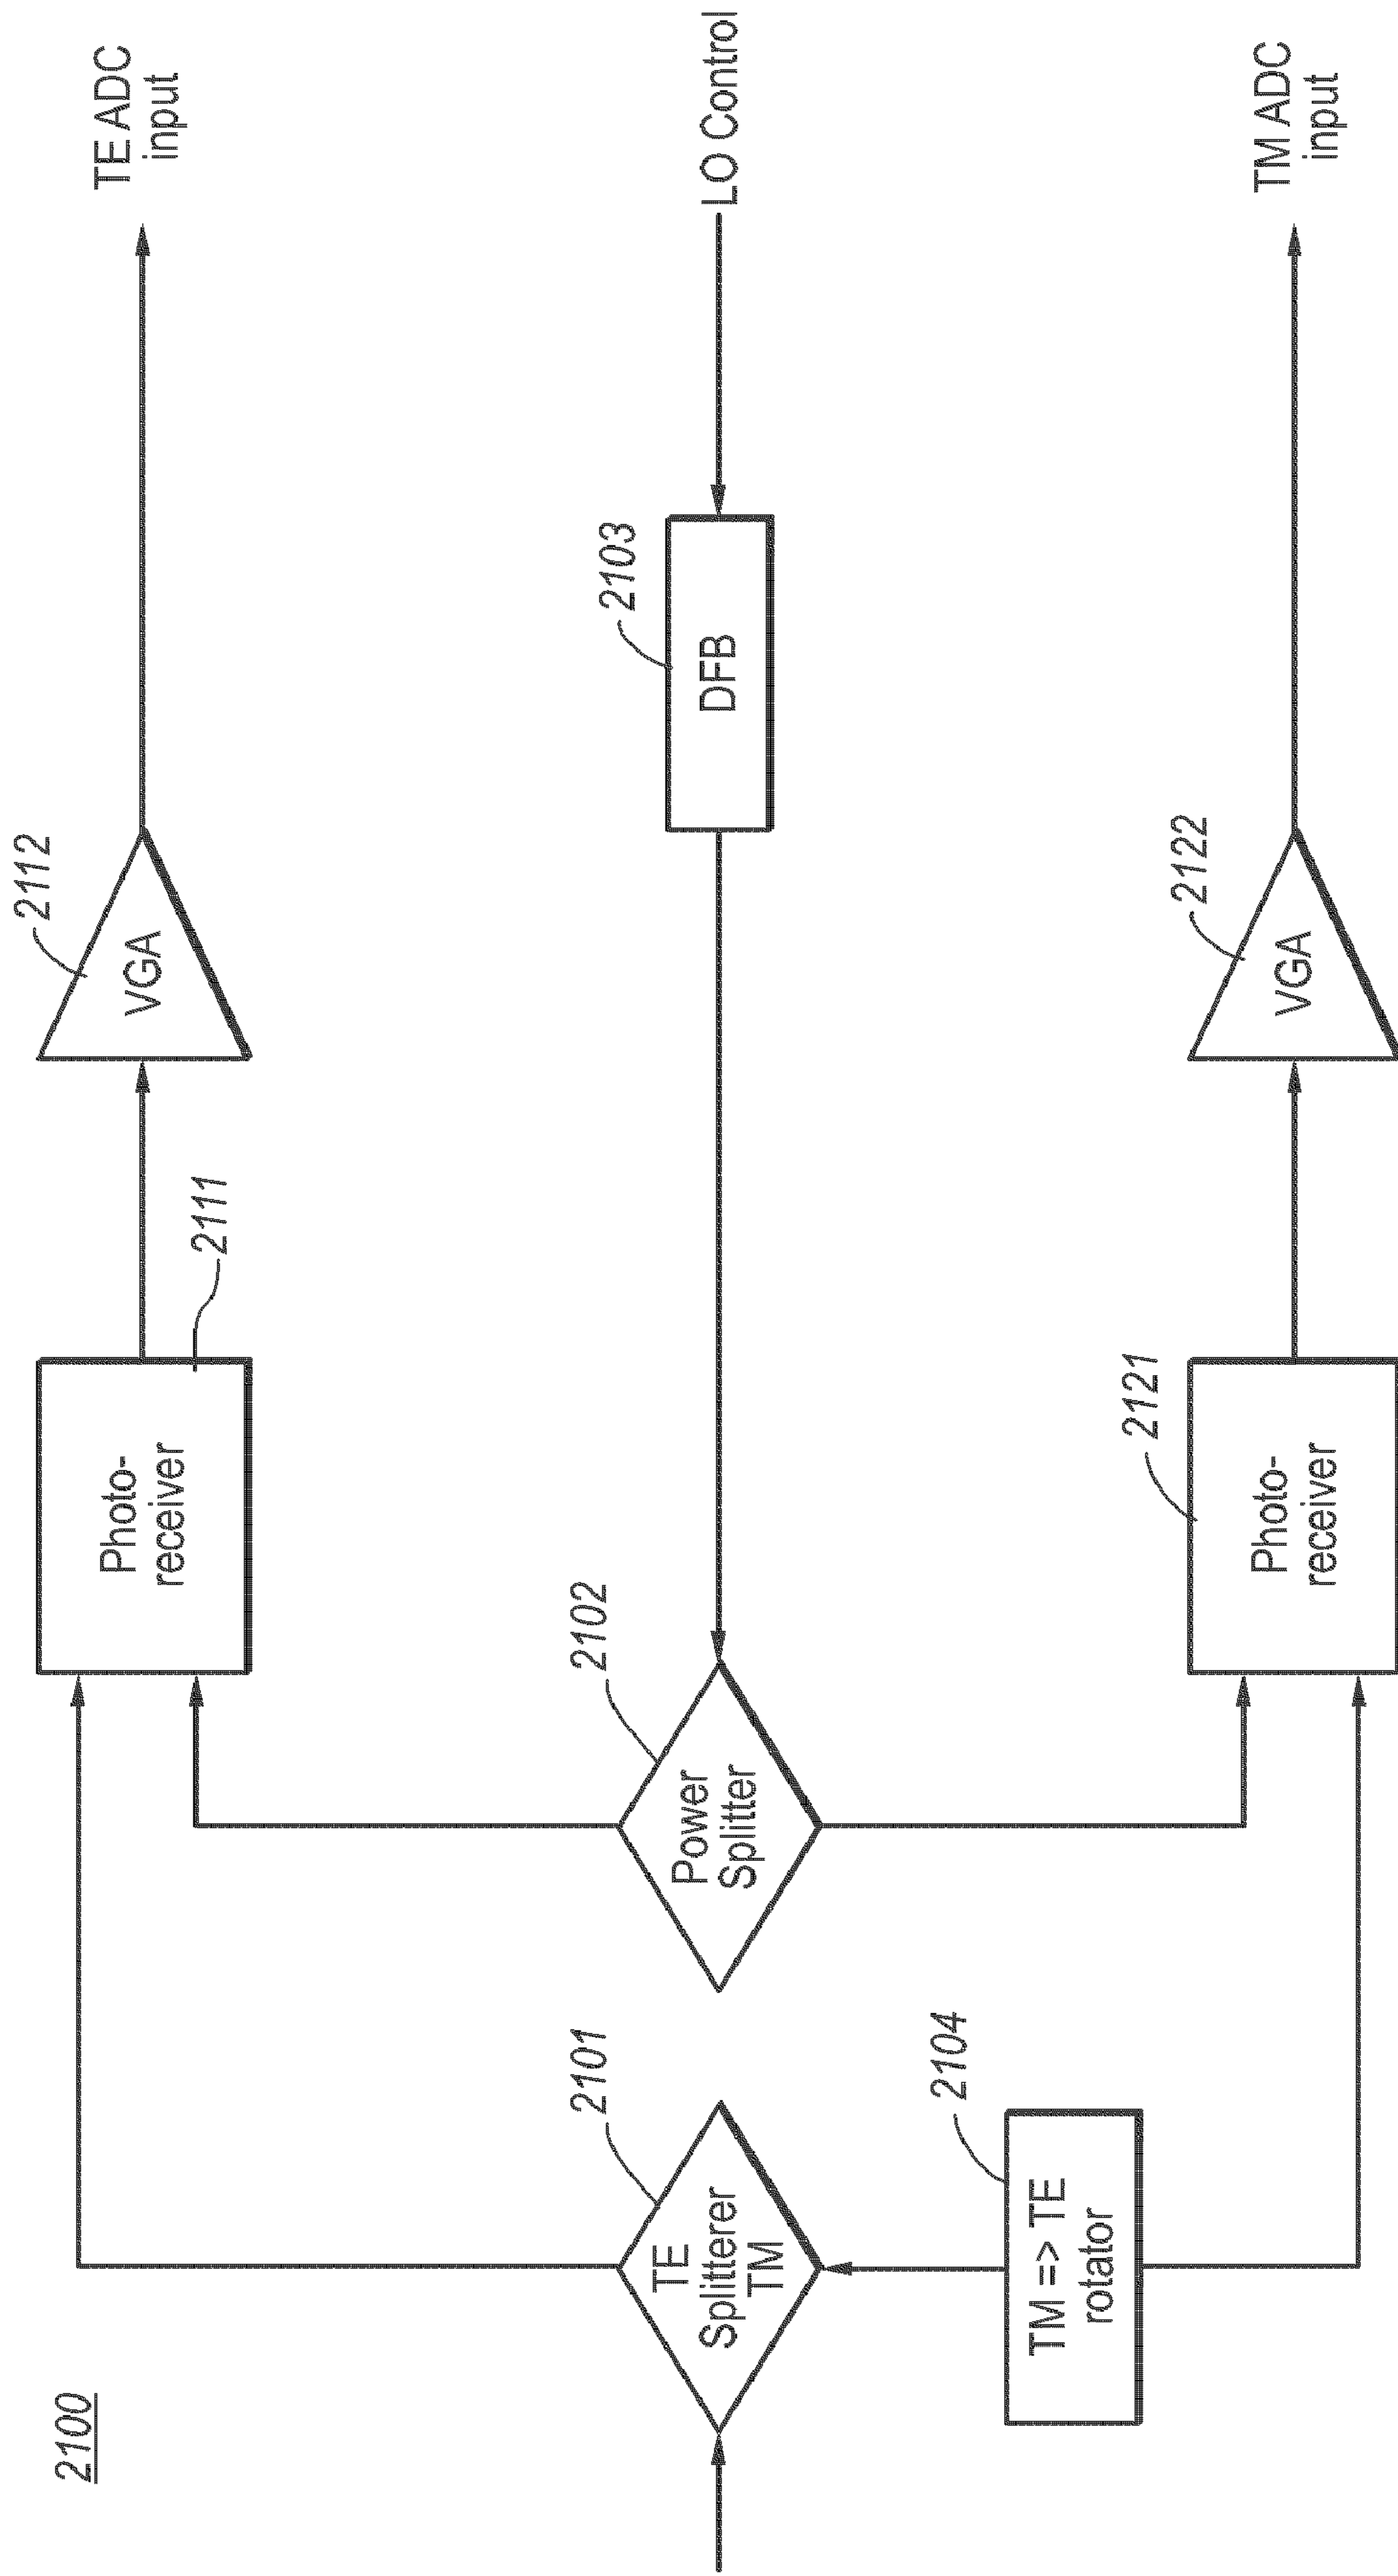 2100
TE ADC
input
2112
VGA
2111
Photo-
receiver
LO Control
2103
DFB
2102
Power
Splitter
2101
TE
Splitterer
TM
2104
TM => TE
rotator
2121
Photo-
receiver
2122
VGA
TM ADC
input